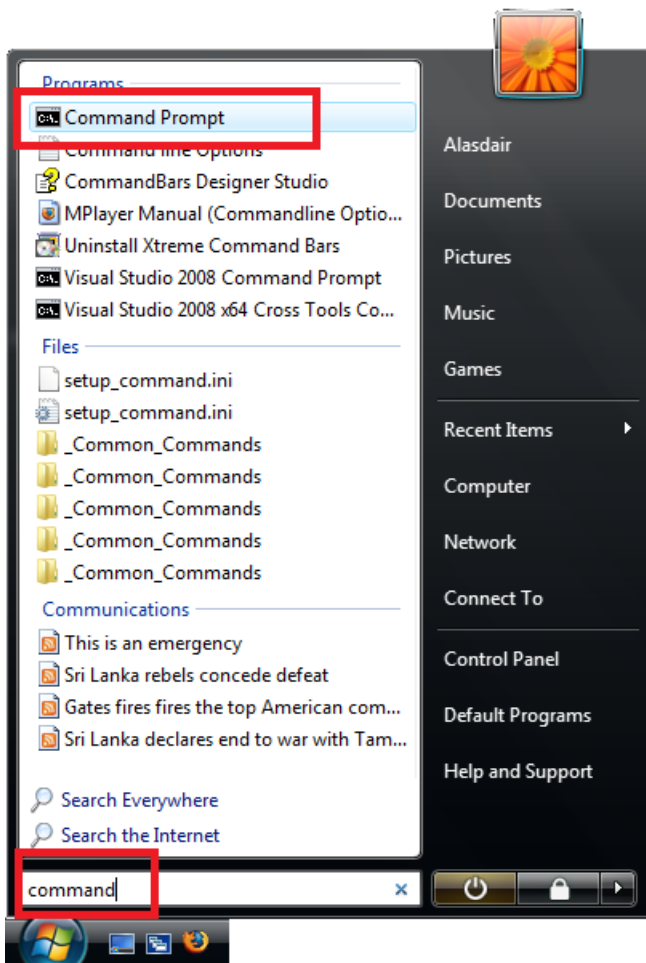 Programs
Command Prompt
Command line Options
CommandBars Designer Studio
MPlayer Manual (Commandline Optio...
Uninstall Xtreme Command Bars
Visual Studio 2008 Command Prompt
Visual Studio 2008 x64 Cross Tools Co...
Files
setup_command.ini
setup_command.ini
_Common_Commands
_Common_Commands
_Common_Commands
_Common_Commands
_Common_Commands
Communications
This is an emergency
Sri Lanka rebels concede defeat
Gates fires fires the top American com...
Sri Lanka declares end to war with Tam...
Search Everywhere
Search the Internet
command
Alasdair
Documents
Pictures
Music
Games
Recent Items
Computer
Network
Connect To
Control Panel
Default Programs
Help and Support